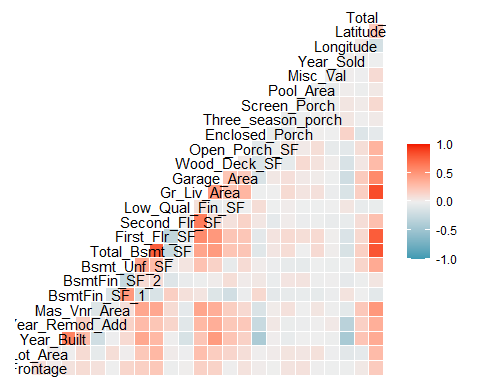 Total_
Latitude
Longitude
Year_Sold
Misc_Val
Pool_Area
Screen_Porch
Three_season_porch
Enclosed_Porch
Open_Porch_SF
Wood_Deck_SF
Garage_Area
Gr_Liv_Area
Low_Qual_Fin_SF
Second_Flr_SF
First_Flr_SF
Total_Bsmt_SF
Bsmt_Unf_SF
BsmtFin_SF_2
BsmtFin_SF_1
Mas_Vnr_Area
Year_Remod_Add
Year_Built
Lot_Area
Frontage
1.0
0.5
0.0
-0.5
-1.0